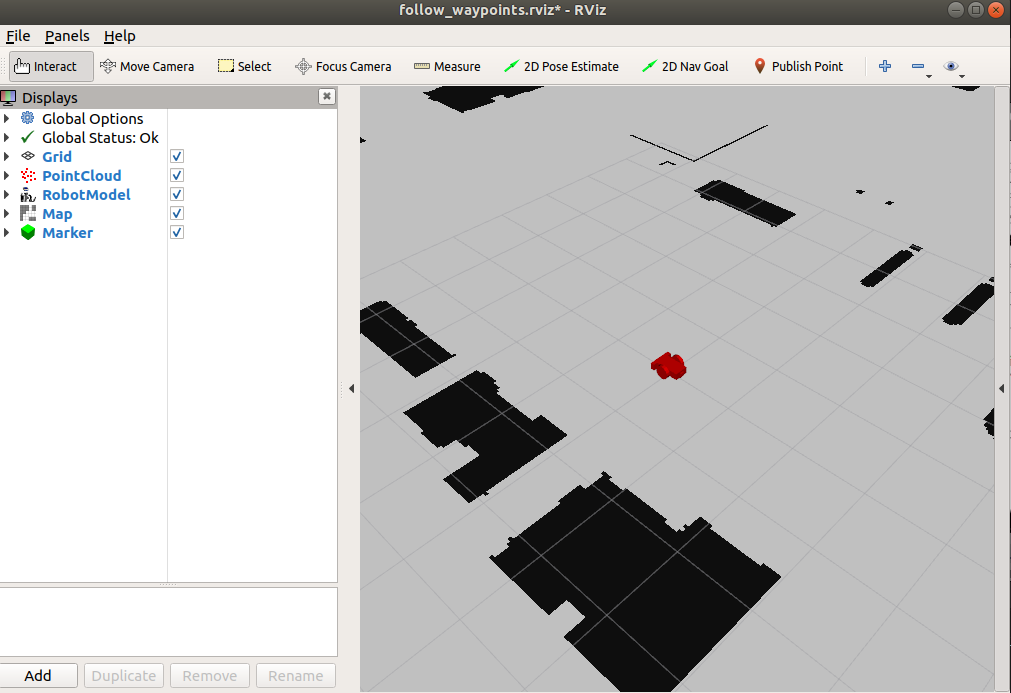 follow_waypoints.rviz* - RViz
File Panels Help
Interact Move Camera Select Focus Camera Measure 2D Pose Estimate 2D Nav Goal Publish Point
Displays
Global Options
Global Status: Ok
Grid
PointCloud
RobotModel
Map
Marker
Add Duplicate Remove Rename